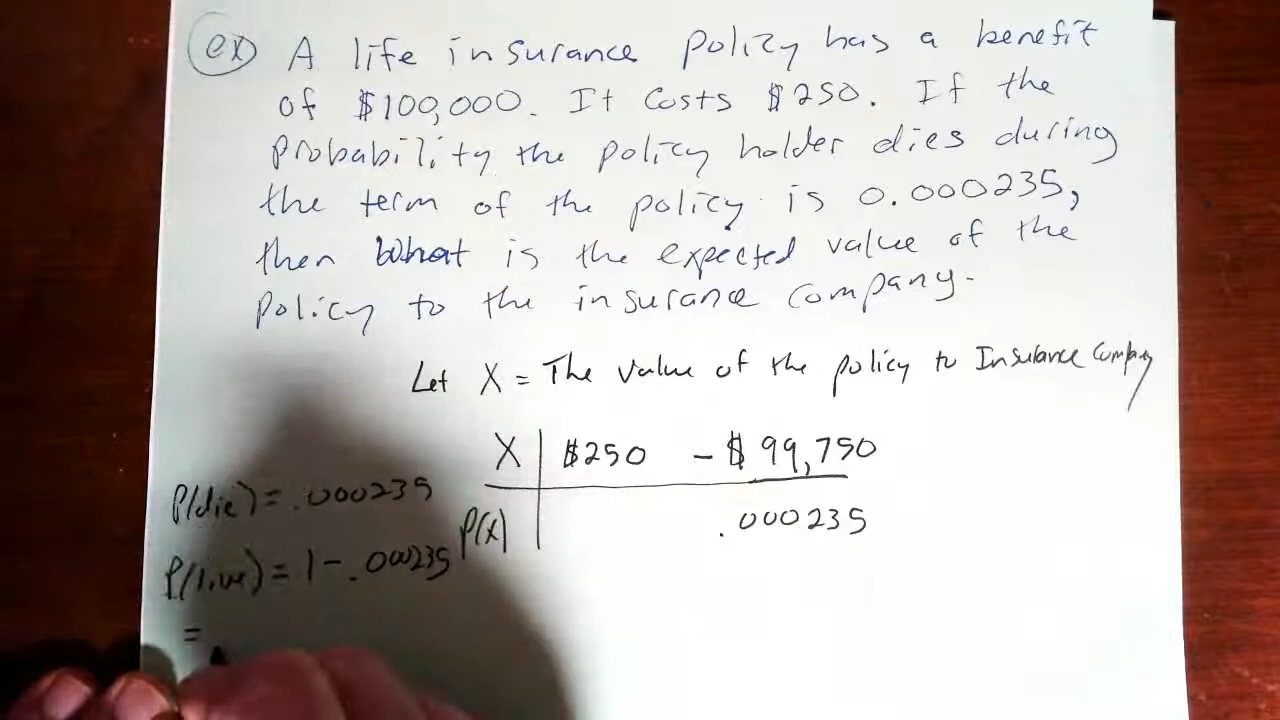 ex) A life insurance policy has a benefit
of $100,000. It costs $250. If the
probability the policy holder dies during
the term of the policy is 0.000235,
then what is the expected value of the
policy to the insurance company.
Let X = The value of the policy to Insurance Company
X | $250 -$99,750
P(die) = .000235
P(x) | .000235
P(live) = 1-.000235
=